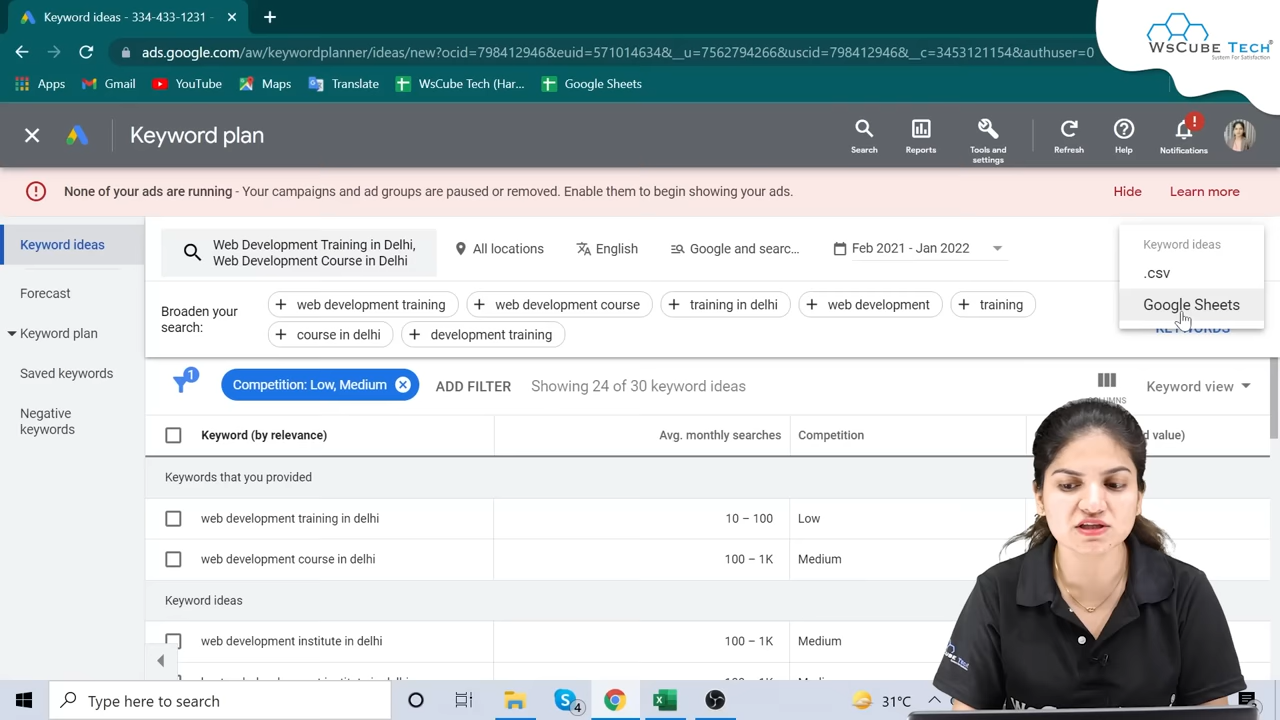 Keyword ideas - 334-433-1231 -
ads.google.com/aw/keywordplanner/ideas/new?ocid=798412946&euid=571014634&__u=7562794266&uscid=798412946&__c=3453121154&authuser=0
WsCube Tech
System For Satisfaction
Apps
Gmail
YouTube
Maps
Translate
WsCube Tech (Har...
Google Sheets
Keyword plan
Search
Reports
Tools and
settings
Refresh
Help
Notifications
!
None of your ads are running - Your campaigns and ad groups are paused or removed. Enable them to begin showing your ads.
Hide
Learn more
Keyword ideas
Forecast
Keyword plan
Saved keywords
Negative
keywords
Web Development Training in Delhi,
Web Development Course in Delhi
All locations
English
Google and searc...
Feb 2021 - Jan 2022
Keyword ideas
.csv
Google Sheets
KEYWORDS
Broaden your
search:
+ web development training
+ web development course
+ training in delhi
+ web development
+ training
+ course in delhi
+ development training
1
Competition: Low, Medium
ADD FILTER
Showing 24 of 30 keyword ideas
COLUMNS
Keyword view
Keyword (by relevance)
Avg. monthly searches
Competition
value)
Keywords that you provided
web development training in delhi
10 – 100
Low
web development course in delhi
100 – 1K
Medium
Keyword ideas
web development institute in delhi
100 – 1K
Medium
Type here to search
4
31°C